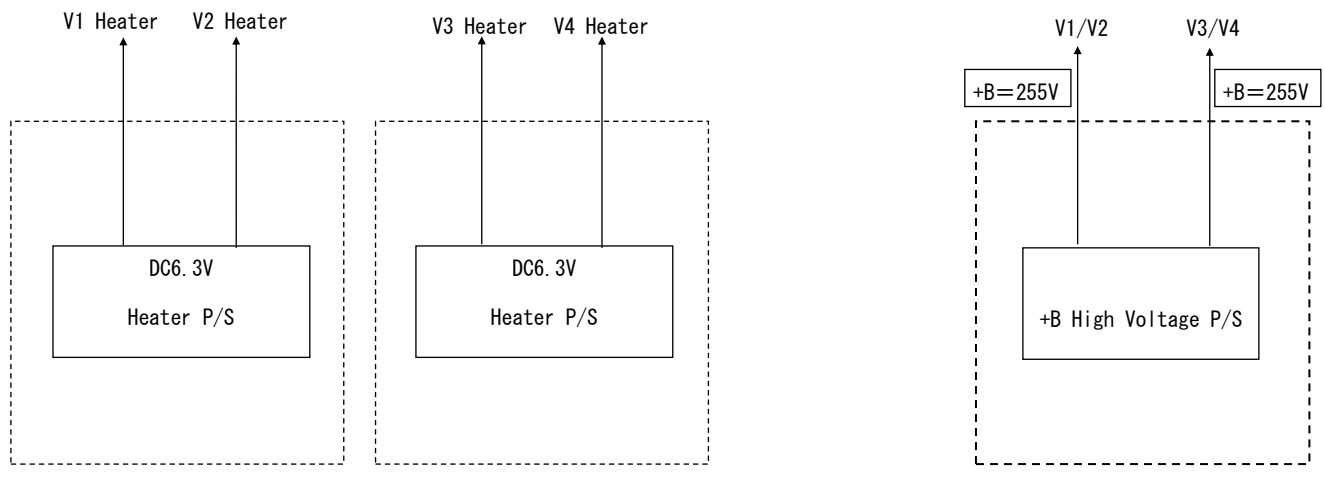 V1 Heater
V2 Heater
V3 Heater
V4 Heater
V1/V2
V3/V4
+B=255V
+B=255V
DC6.3V
Heater P/S
DC6.3V
Heater P/S
+B High Voltage P/S